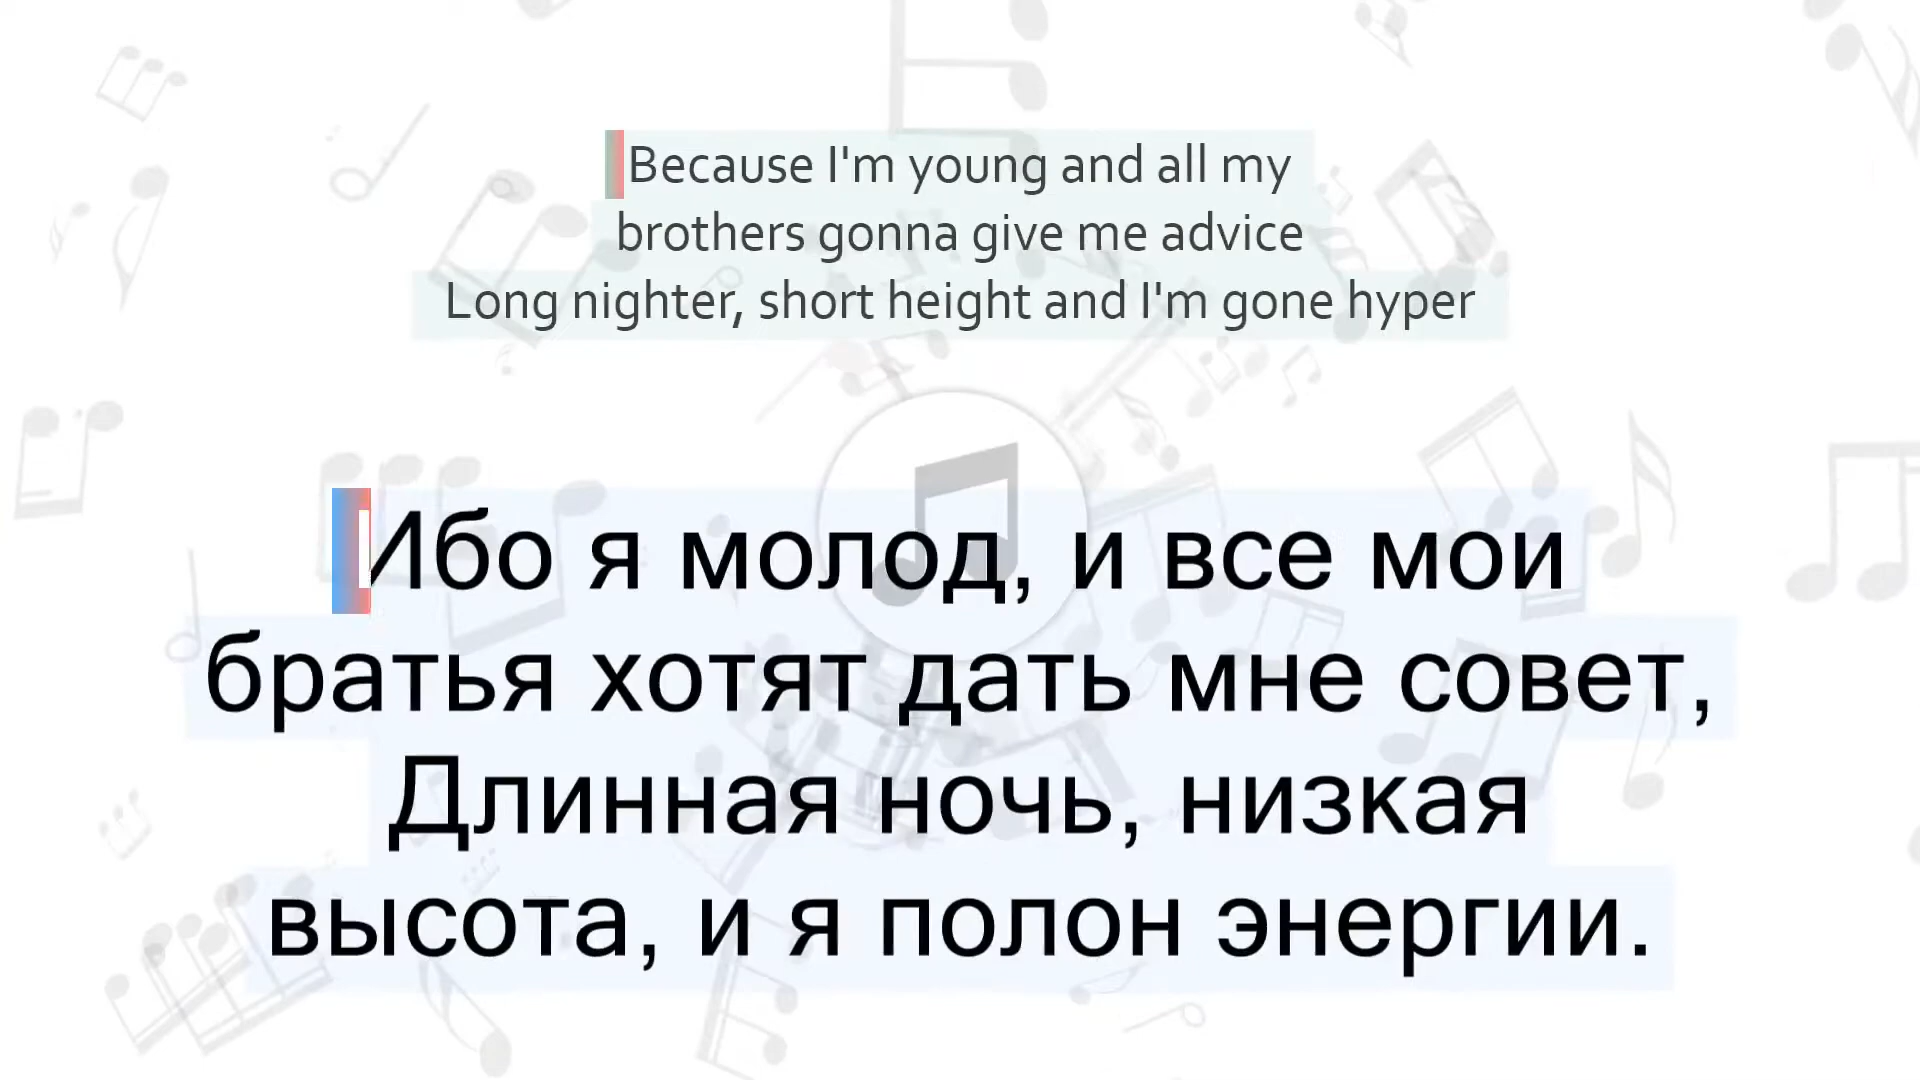 Because I'm young and all my
brothers gonna give me advice
Long nighter, short height and I'm gone hyper
Ибо я молод, и все мои
братья хотят дать мне совет,
Длинная ночь, низкая
высота, и я полон энергии.